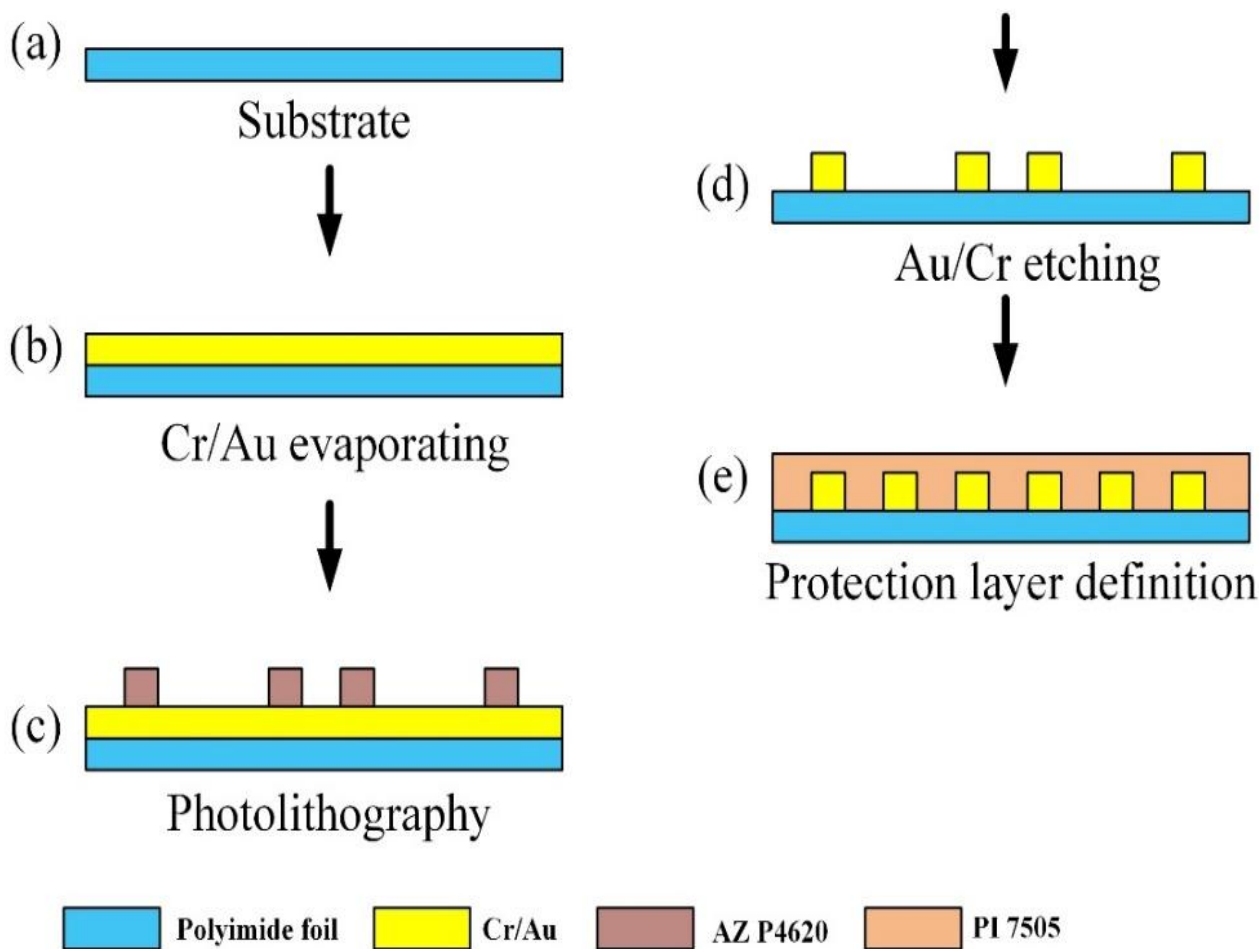 (a)
Substrate
(b)
Cr/Au evaporating
(c)
Photolithography
(d)
Au/Cr etching
(e)
Protection layer definition
Polyimide foil
Cr/Au
AZ P4620
PI 7505